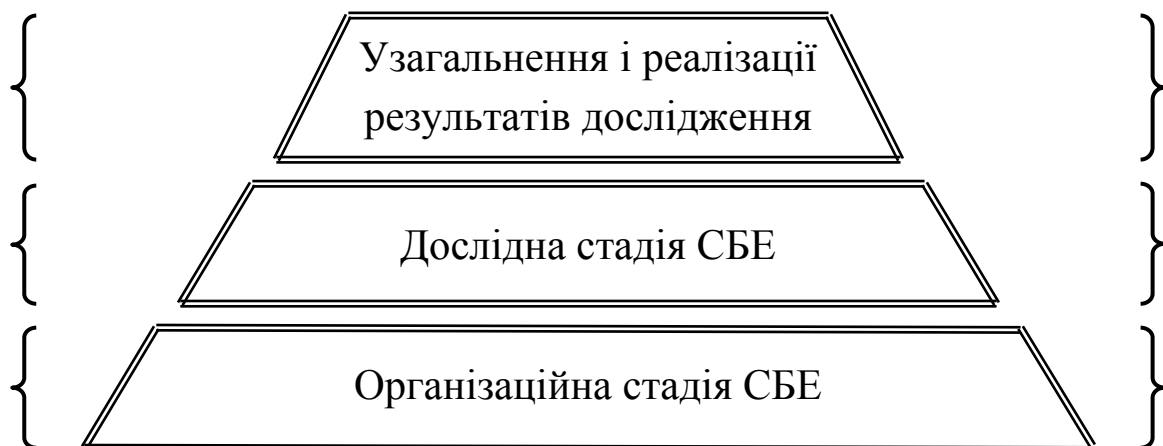 Узагальнення і реалізації
результатів дослідження
Дослідна стадія СБЕ
Організаційна стадія СБЕ